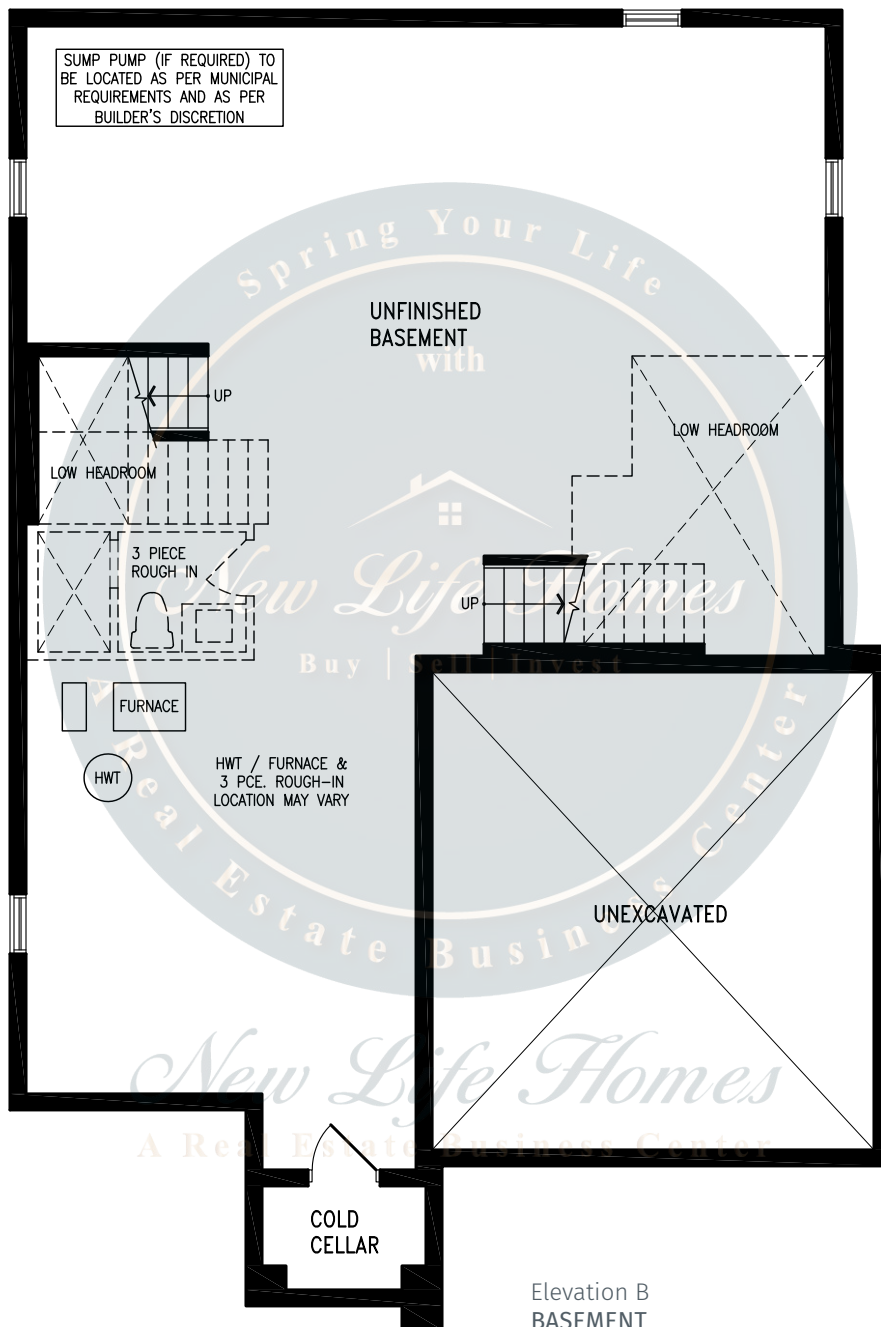 SUMP PUMP (IF REQUIRED) TO
BE LOCATED AS PER MUNICIPAL
REQUIREMENTS AND AS PER
BUILDER'S DISCRETION
Spring Your Life
with
UNFINISHED
BASEMENT
UP
LOW HEADROOM
LOW HEADROOM
3 PIECE
ROUGH IN
UP
New Life Homes
Buy | Sell | Invest
A Real Estate Business Center
FURNACE
HWT
HWT / FURNACE &
3 PCE. ROUGH-IN
LOCATION MAY VARY
UNEXCAVATED
New Life Homes
A Real Estate Business Center
COLD
CELLAR
Elevation B
BASEMENT